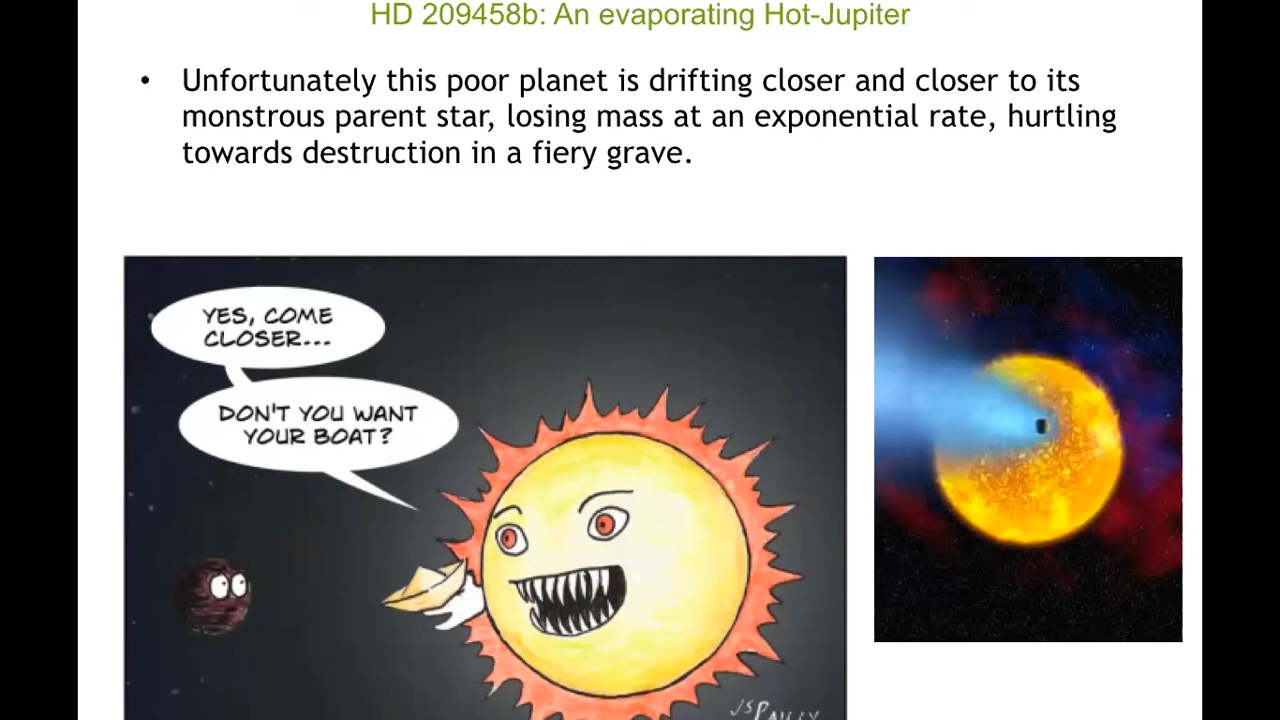 HD 209458b: An evaporating Hot-Jupiter
• Unfortunately this poor planet is drifting closer and closer to its
monstrous parent star, losing mass at an exponential rate, hurtling
towards destruction in a fiery grave.
YES, COME
CLOSER...
DON'T YOU WANT
YOUR BOAT?